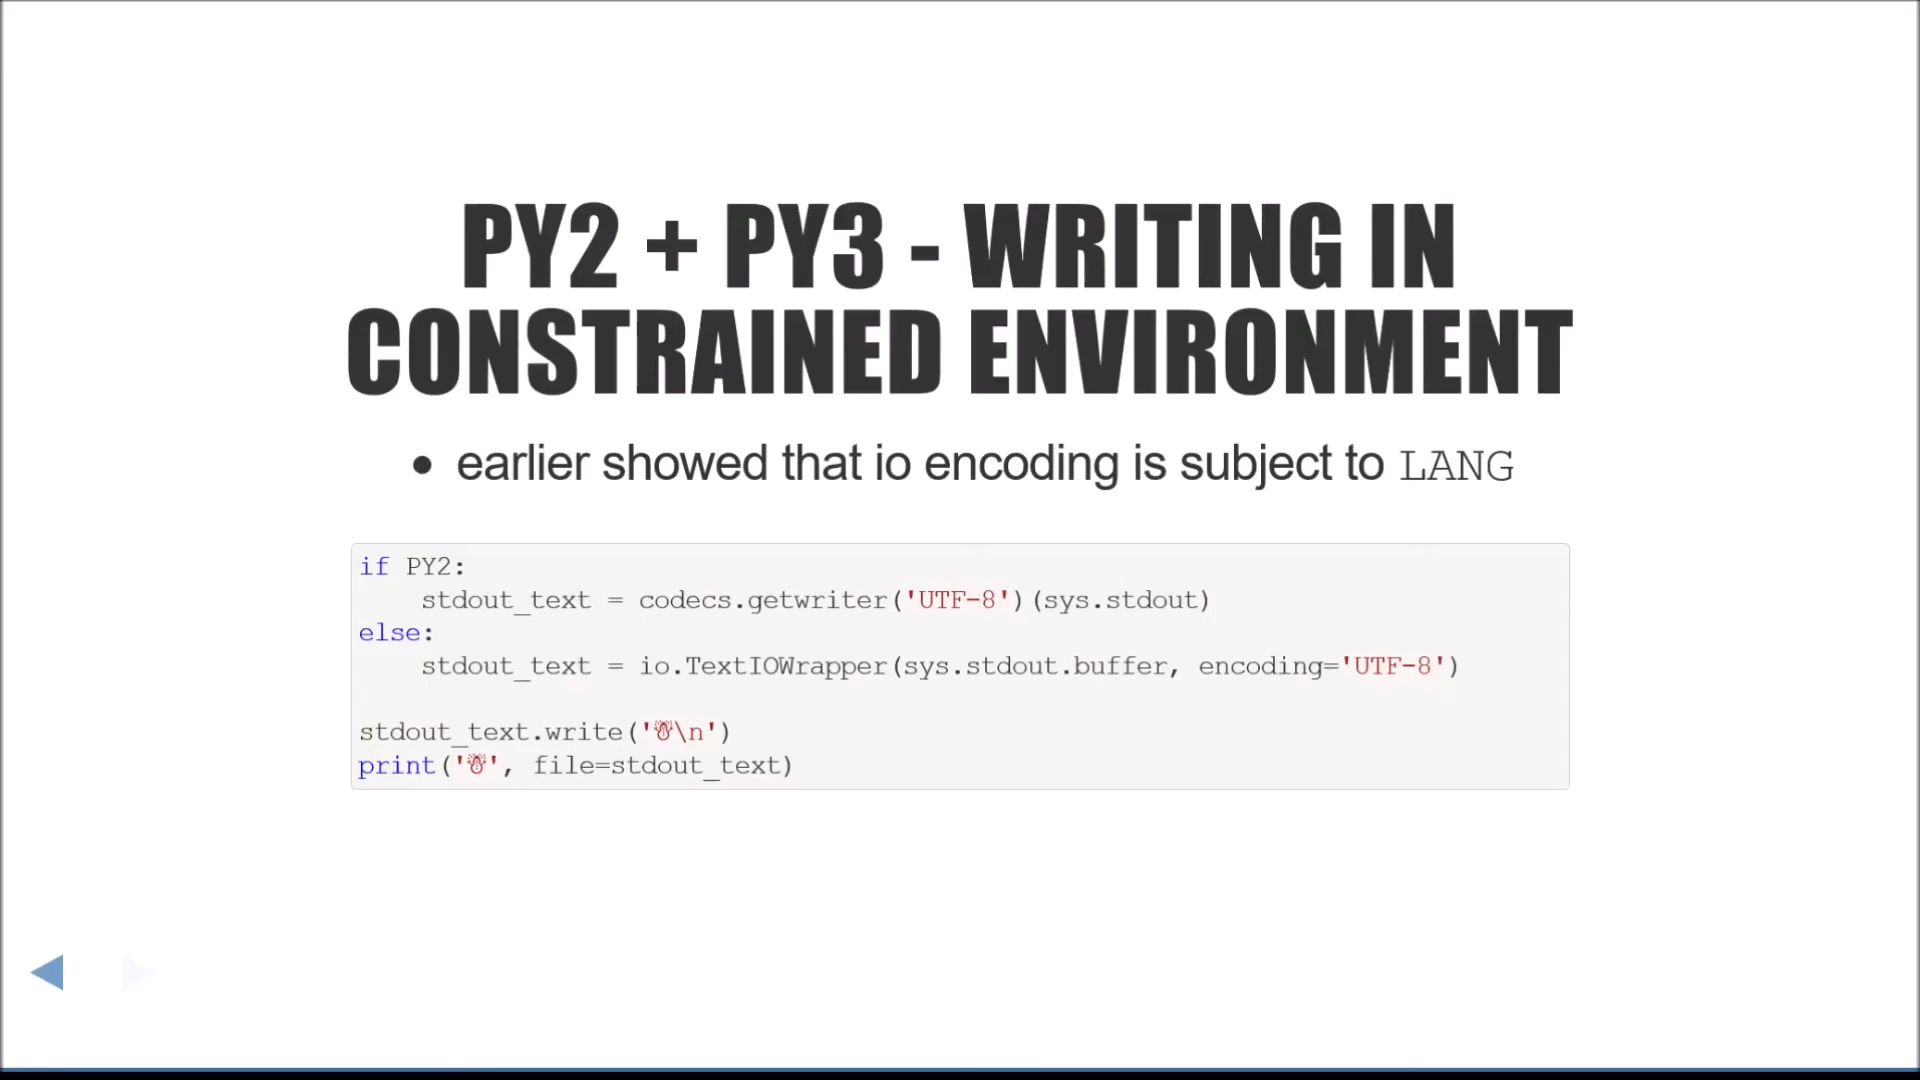 PY2 + PY3 - WRITING IN
CONSTRAINED ENVIRONMENT
• earlier showed that io encoding is subject to LANG
if PY2:
    stdout_text = codecs.getwriter('UTF-8')(sys.stdout)
else:
    stdout_text = io.TextIOWrapper(sys.stdout.buffer, encoding='UTF-8')
stdout_text.write('☃\n')
print('☃', file=stdout_text)